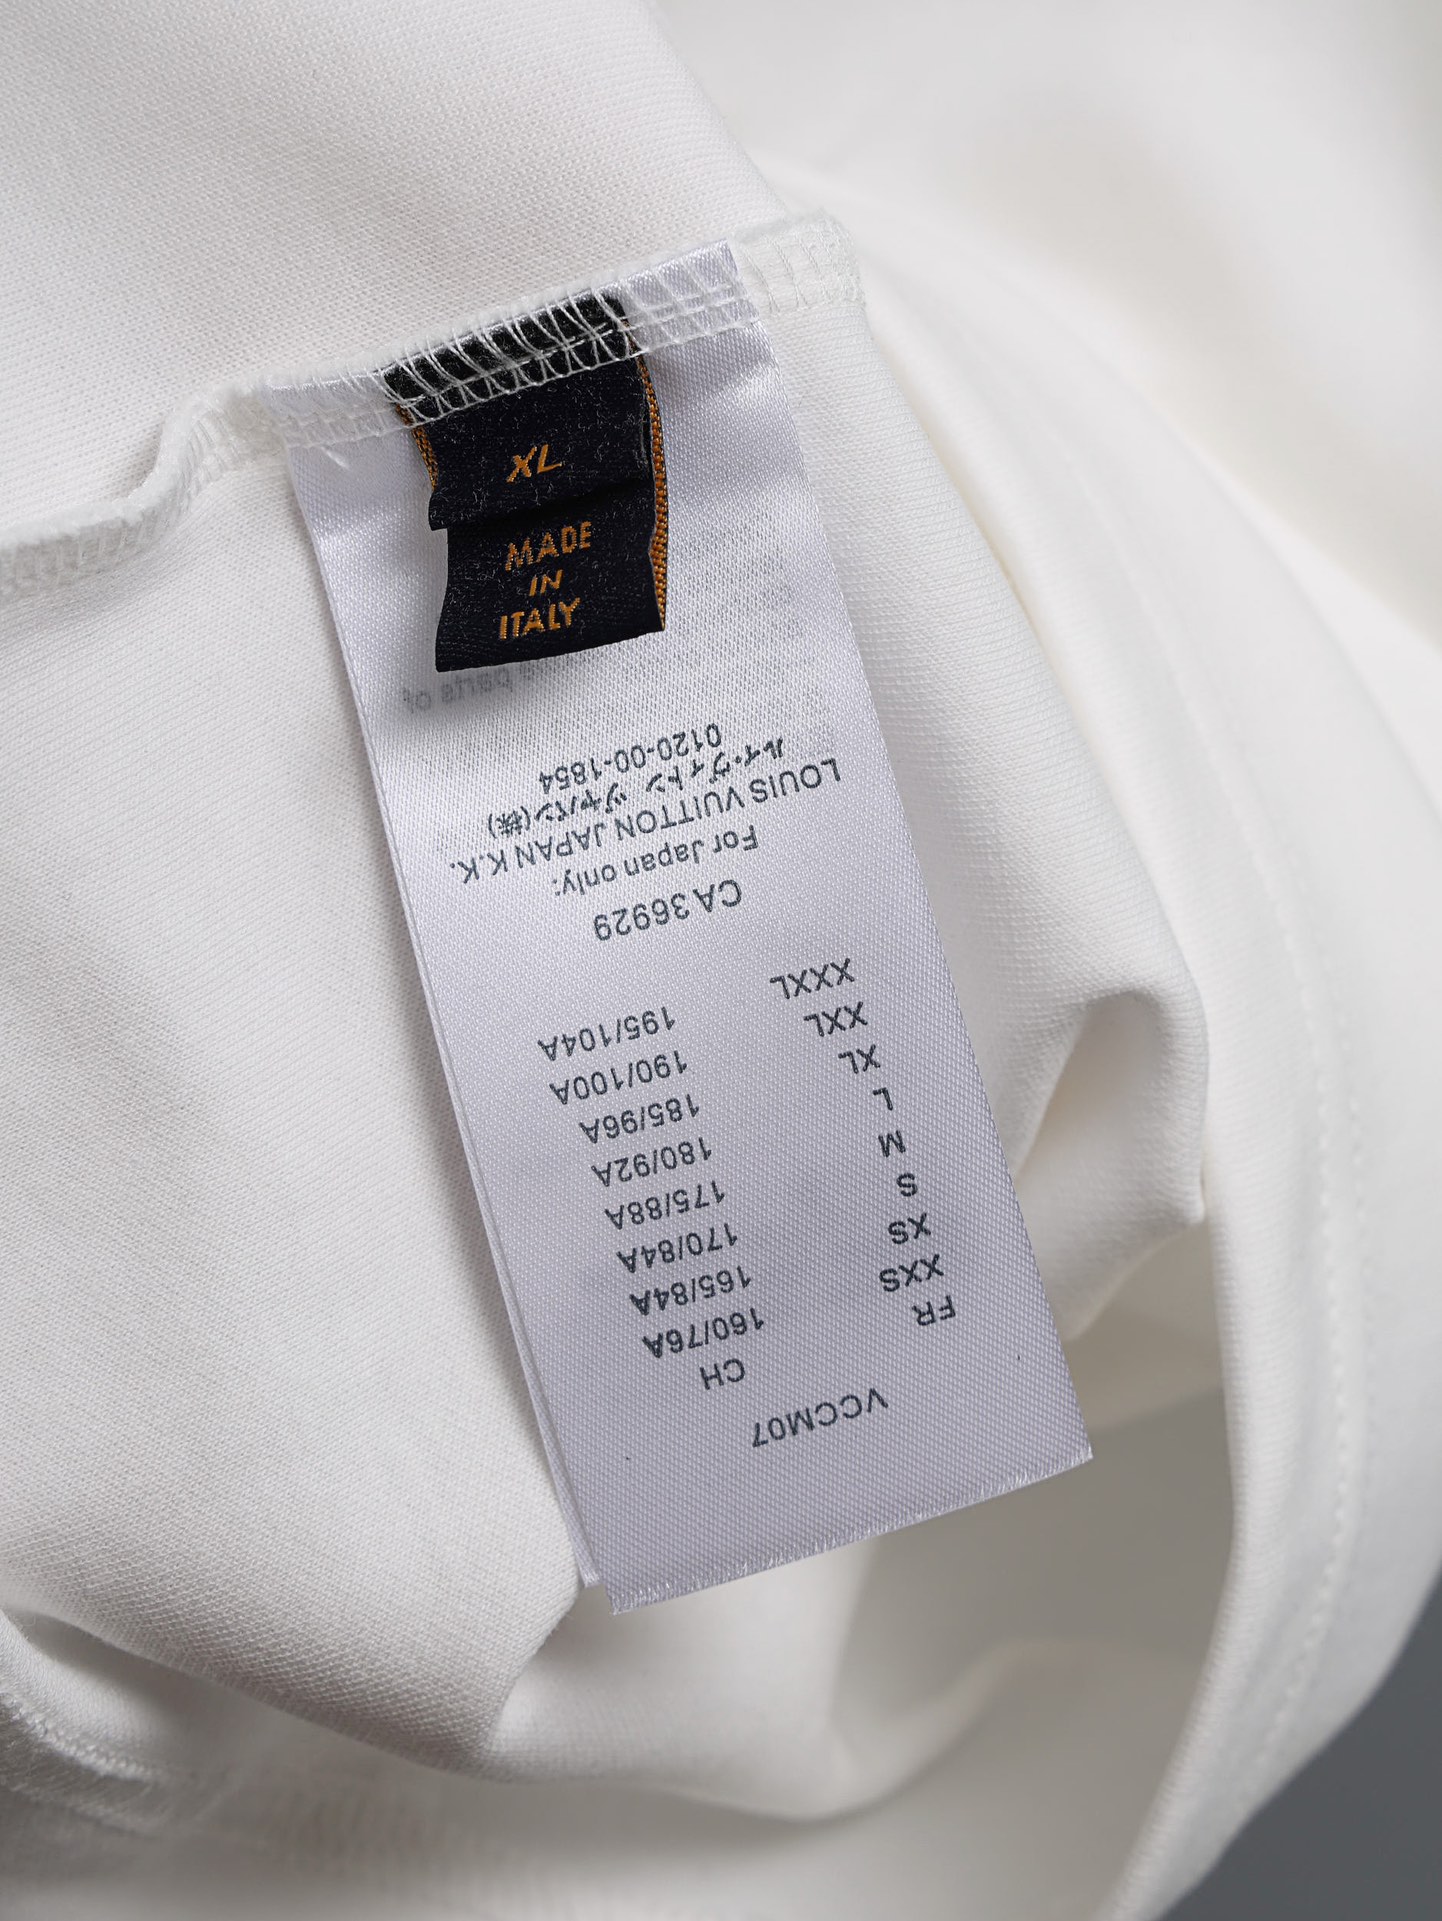 XL
MADE
IN
ITALY
VCCM07
FR CH
XXS 160/76A
XS 165/84A
S 170/84A
M 175/88A
L 180/92A
XL 185/96A
XXL 190/100A
XXXL 195/104A
CA 36929
For Japan only:
LOUIS VUITTON JAPAN K.K.
ルイ・ヴィトン ジャパン(株)
0120-00-1854